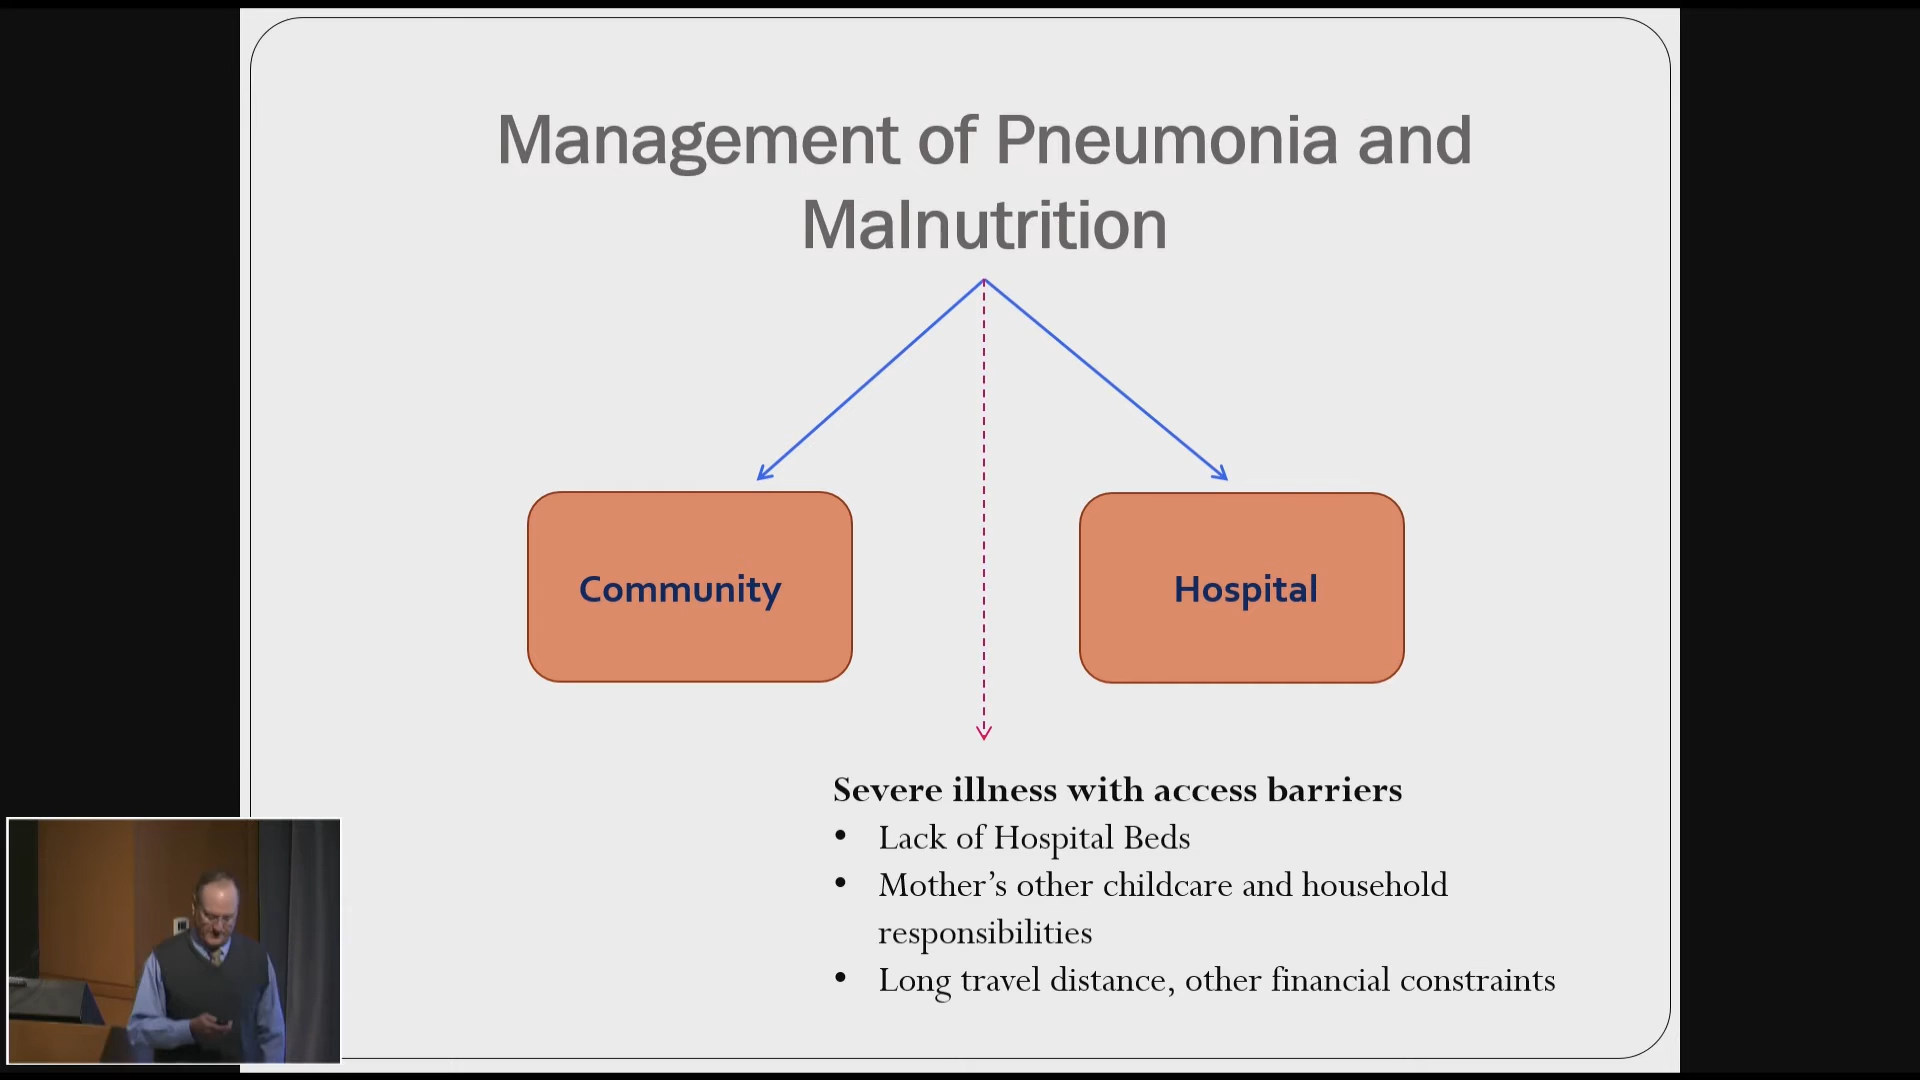 Management of Pneumonia and
Malnutrition
Community
Hospital
Severe illness with access barriers
• Lack of Hospital Beds
• Mother’s other childcare and household
responsibilities
• Long travel distance, other financial constraints